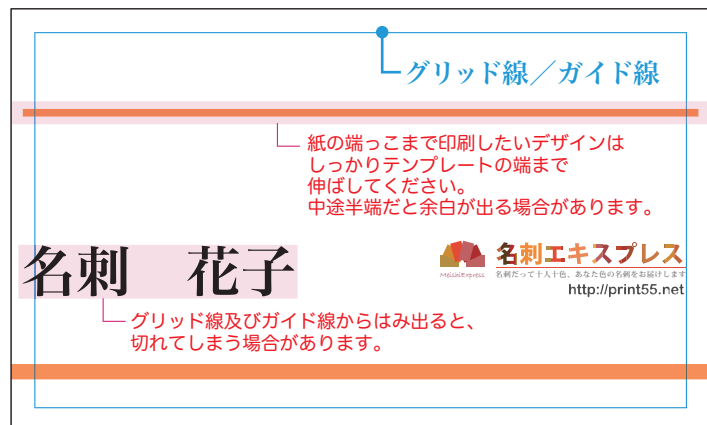 グリッド線／ガイド線
紙の端っこまで印刷したいデザインは
しっかりテンプレートの端まで
伸ばしてください。
中途半端だと余白が出る場合があります。
名刺　花子
MeishiExpress
名刺エキスプレス
名刺だって十人十色、あなた色の名刺をお届けします
http://print55.net
グリッド線及びガイド線からはみ出ると、
切れてしまう場合があります。